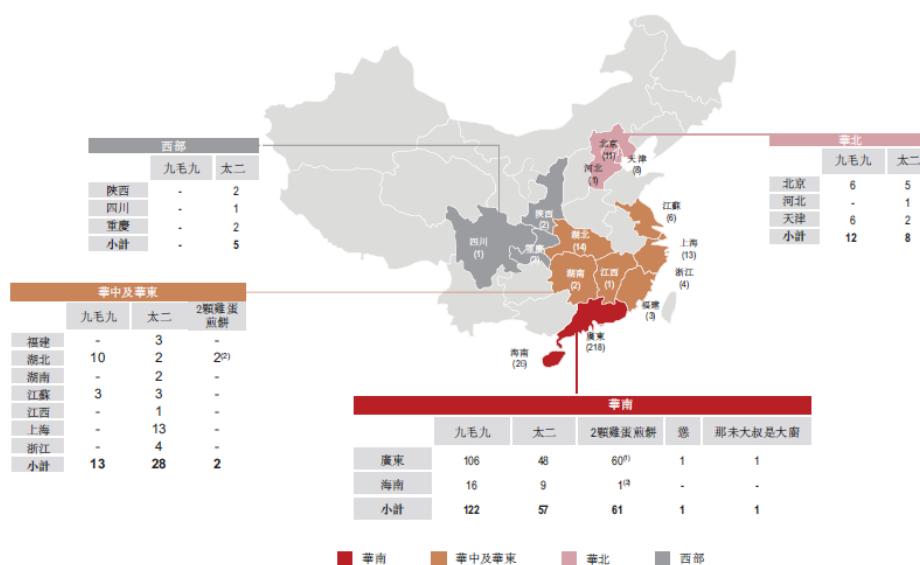 西部
九毛九 太二
陝西 - 2
四川 - 1
重慶 - 2
小計 - 5
華中及華東
九毛九 太二 2顆雞蛋煎餅
福建 - 3 -
湖北 10 2 2(2)
湖南 - 2 -
江蘇 3 3 -
江西 - 1 -
上海 - 13 -
浙江 - 4 -
小計 13 28 2
華北
九毛九 太二
北京 6 5
河北 - 1
天津 6 2
小計 12 8
北京
(11)
天津
(8)
河北
(1)
江蘇
(6)
陝西
(2)
四川
(1)
重慶
(2)
湖北
(14)
上海
(13)
湖南
(2)
江西
(1)
浙江
(4)
福建
(3)
廣東
(218)
海南
(26)
華南
九毛九 太二 2顆雞蛋煎餅 慫 那未大叔是大廚
廣東 106 48 60(1) 1 1
海南 16 9 1(2) - -
小計 122 57 61 1 1
華南 華中及華東 華北 西部